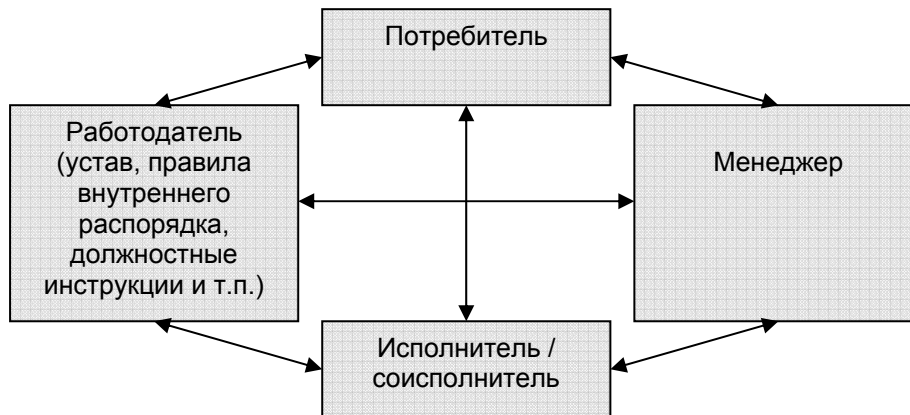 Потребитель
Работодатель
(устав, правила
внутреннего
распорядка,
должностные
инструкции и т.п.)
Менеджер
Исполнитель /
соисполнитель